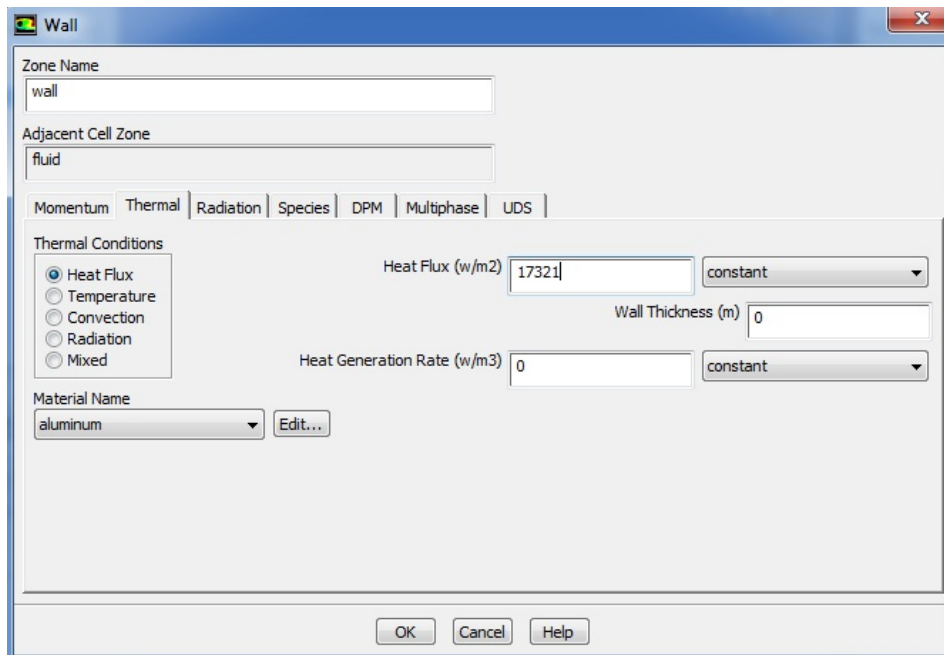 Wall
Zone Name
wall
Adjacent Cell Zone
fluid
Momentum Thermal Radiation Species DPM Multiphase UDS
Thermal Conditions
Heat Flux
Temperature
Convection
Radiation
Mixed
Heat Flux (w/m2) 17321 constant
Wall Thickness (m) 0
Heat Generation Rate (w/m3) 0 constant
Material Name
aluminum Edit...
OK Cancel Help